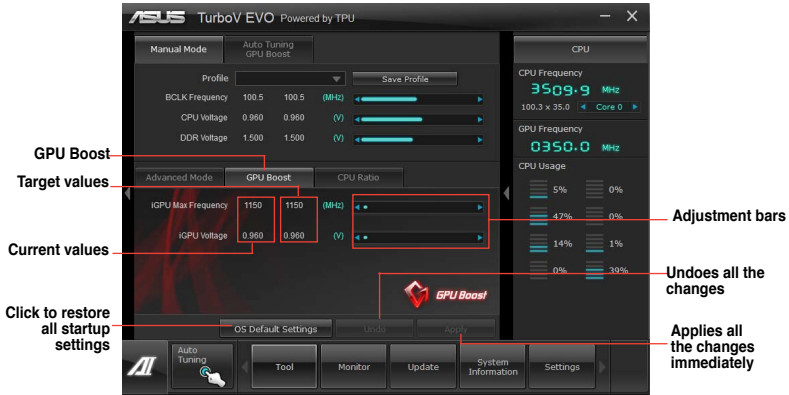 ASUS TurboV EVO Powered by TPU
Manual Mode
Auto Tuning
GPU Boost
Profile
Save Profile
BCLK Frequency 100.5 100.5 (MHz)
CPU Voltage 0.960 0.960 (V)
DDR Voltage 1.500 1.500 (V)
Advanced Mode
GPU Boost
CPU Ratio
iGPU Max Frequency 1150 1150 (MHz)
iGPU Voltage 0.960 0.960 (V)
GPU Boost
OS Default Settings
Undo
Apply
CPU
CPU Frequency
3509.9 MHz
100.3 x 35.0 Core 0
GPU Frequency
0350.0 MHz
CPU Usage
5% 0%
47% 0%
14% 1%
0% 39%
AI
Auto
Tuning
Tool
Monitor
Update
System
Information
Settings
GPU Boost
Target values
Current values
Click to restore
all startup
settings
Adjustment bars
Undoes all the
changes
Applies all
the changes
immediately